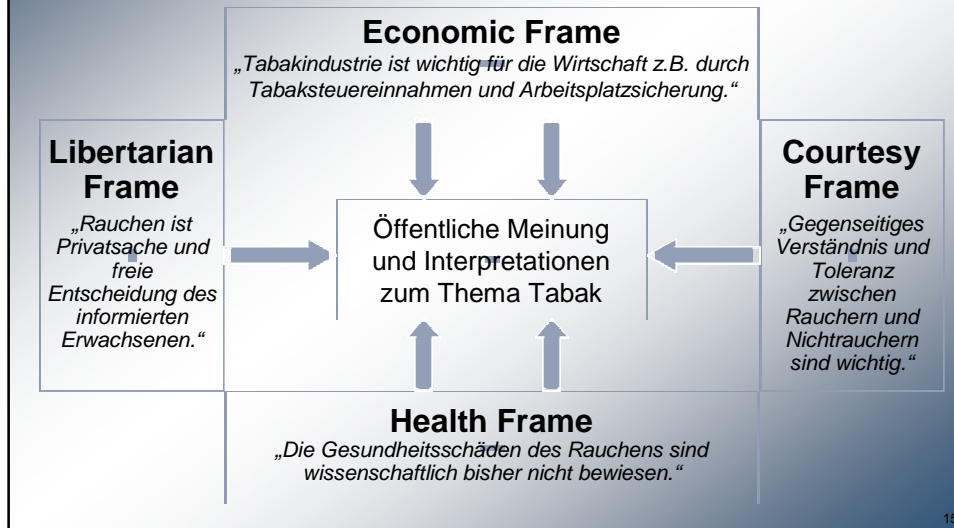 Economic Frame
„Tabakindustrie ist wichtig für die Wirtschaft z.B. durch
Tabaksteuereinnahmen und Arbeitsplatzsicherung.“
Libertarian
Frame
„Rauchen ist
Privatsache und
freie
Entscheidung des
informierten
Erwachsenen.“
Öffentliche Meinung
und Interpretationen
zum Thema Tabak
Courtesy
Frame
„Gegenseitiges
Verständnis und
Toleranz
zwischen
Rauchern und
Nichtrauchern
sind wichtig.“
Health Frame
„Die Gesundheitsschäden des Rauchens sind
wissenschaftlich bisher nicht bewiesen.“
15